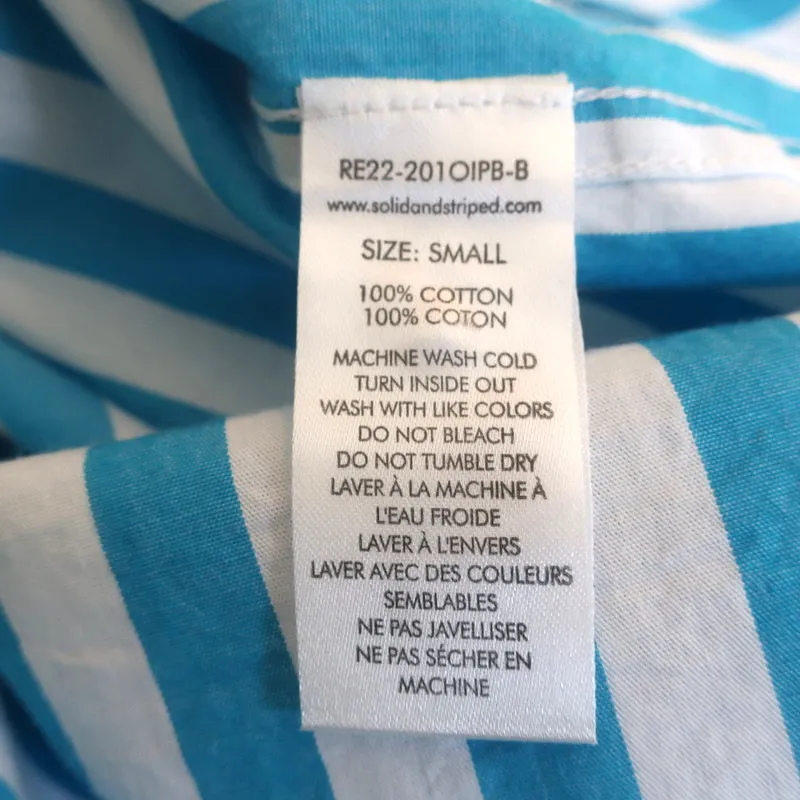 RE22-201OIPB-B
www.solidandstriped.com
SIZE: SMALL
100% COTTON
100% COTON
MACHINE WASH COLD
TURN INSIDE OUT
WASH WITH LIKE COLORS
DO NOT BLEACH
DO NOT TUMBLE DRY
LAVER À LA MACHINE À
L'EAU FROIDE
LAVER À L'ENVERS
LAVER AVEC DES COULEURS
SEMBLABLES
NE PAS JAVELLISER
NE PAS SÉCHER EN
MACHINE